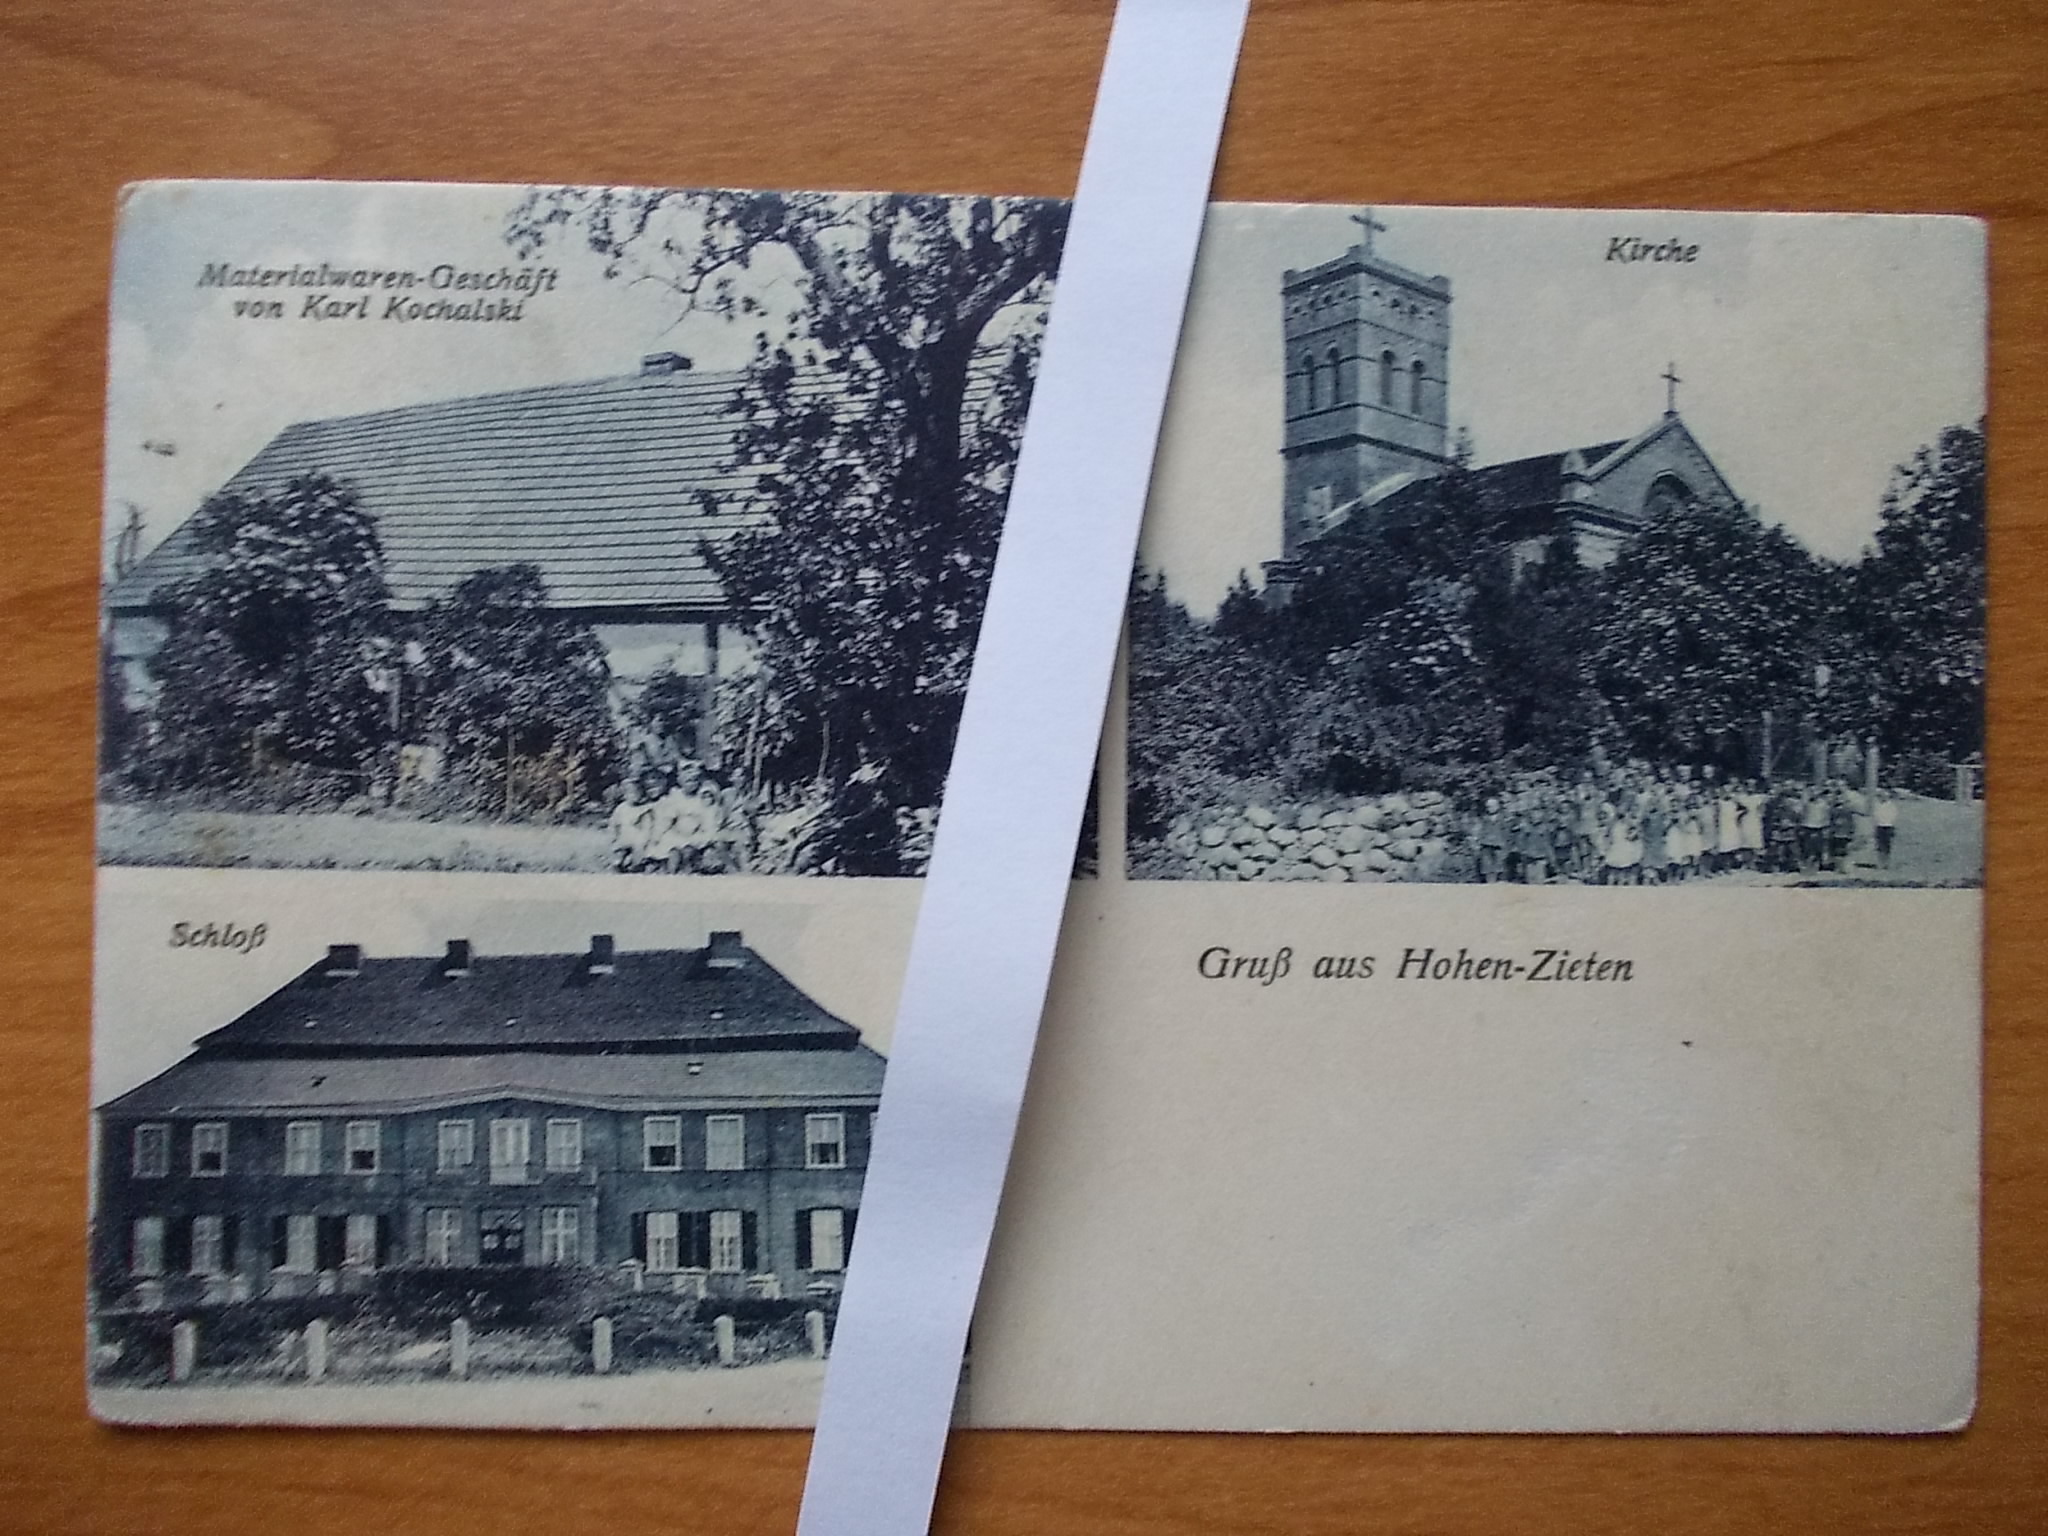 Materialwaren-Geschäft
von Karl Kochalski
Kirche
Schloß
Gruß aus Hohen-Zieten